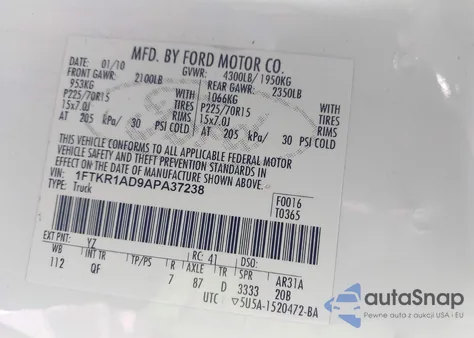 MFD. BY FORD MOTOR CO.
DATE: 01/10 GVWR: 4300LB/ 1950KG
FRONT GAWR: 2100LB REAR GAWR: 2350LB
953KG WITH 1066KG WITH
P225/70R15 TIRES P225/70R15 TIRES
15x7.0J RIMS 15x7.0J RIMS
AT 205 kPa/ 30 PSI COLD AT 205 kPa/ 30 PSI COLD
THIS VEHICLE CONFORMS TO ALL APPLICABLE FEDERAL MOTOR
VEHICLE SAFETY AND THEFT PREVENTION STANDARDS IN
EFFECT ON THE DATE OF MANUFACTURE SHOWN ABOVE.
VIN: 1FTKR1AD9APA37238 F0016
TYPE: Truck T0365
EXT PNT: YZ RC: 41 DSO:
WB INT TR TP/PS R AXLE TR SPR AR31A
112 QF 7 87 D 3333 20B
UTC ▽5U5A-1520472-BA
autoSnap
Pewne auta z aukcji USA - EU